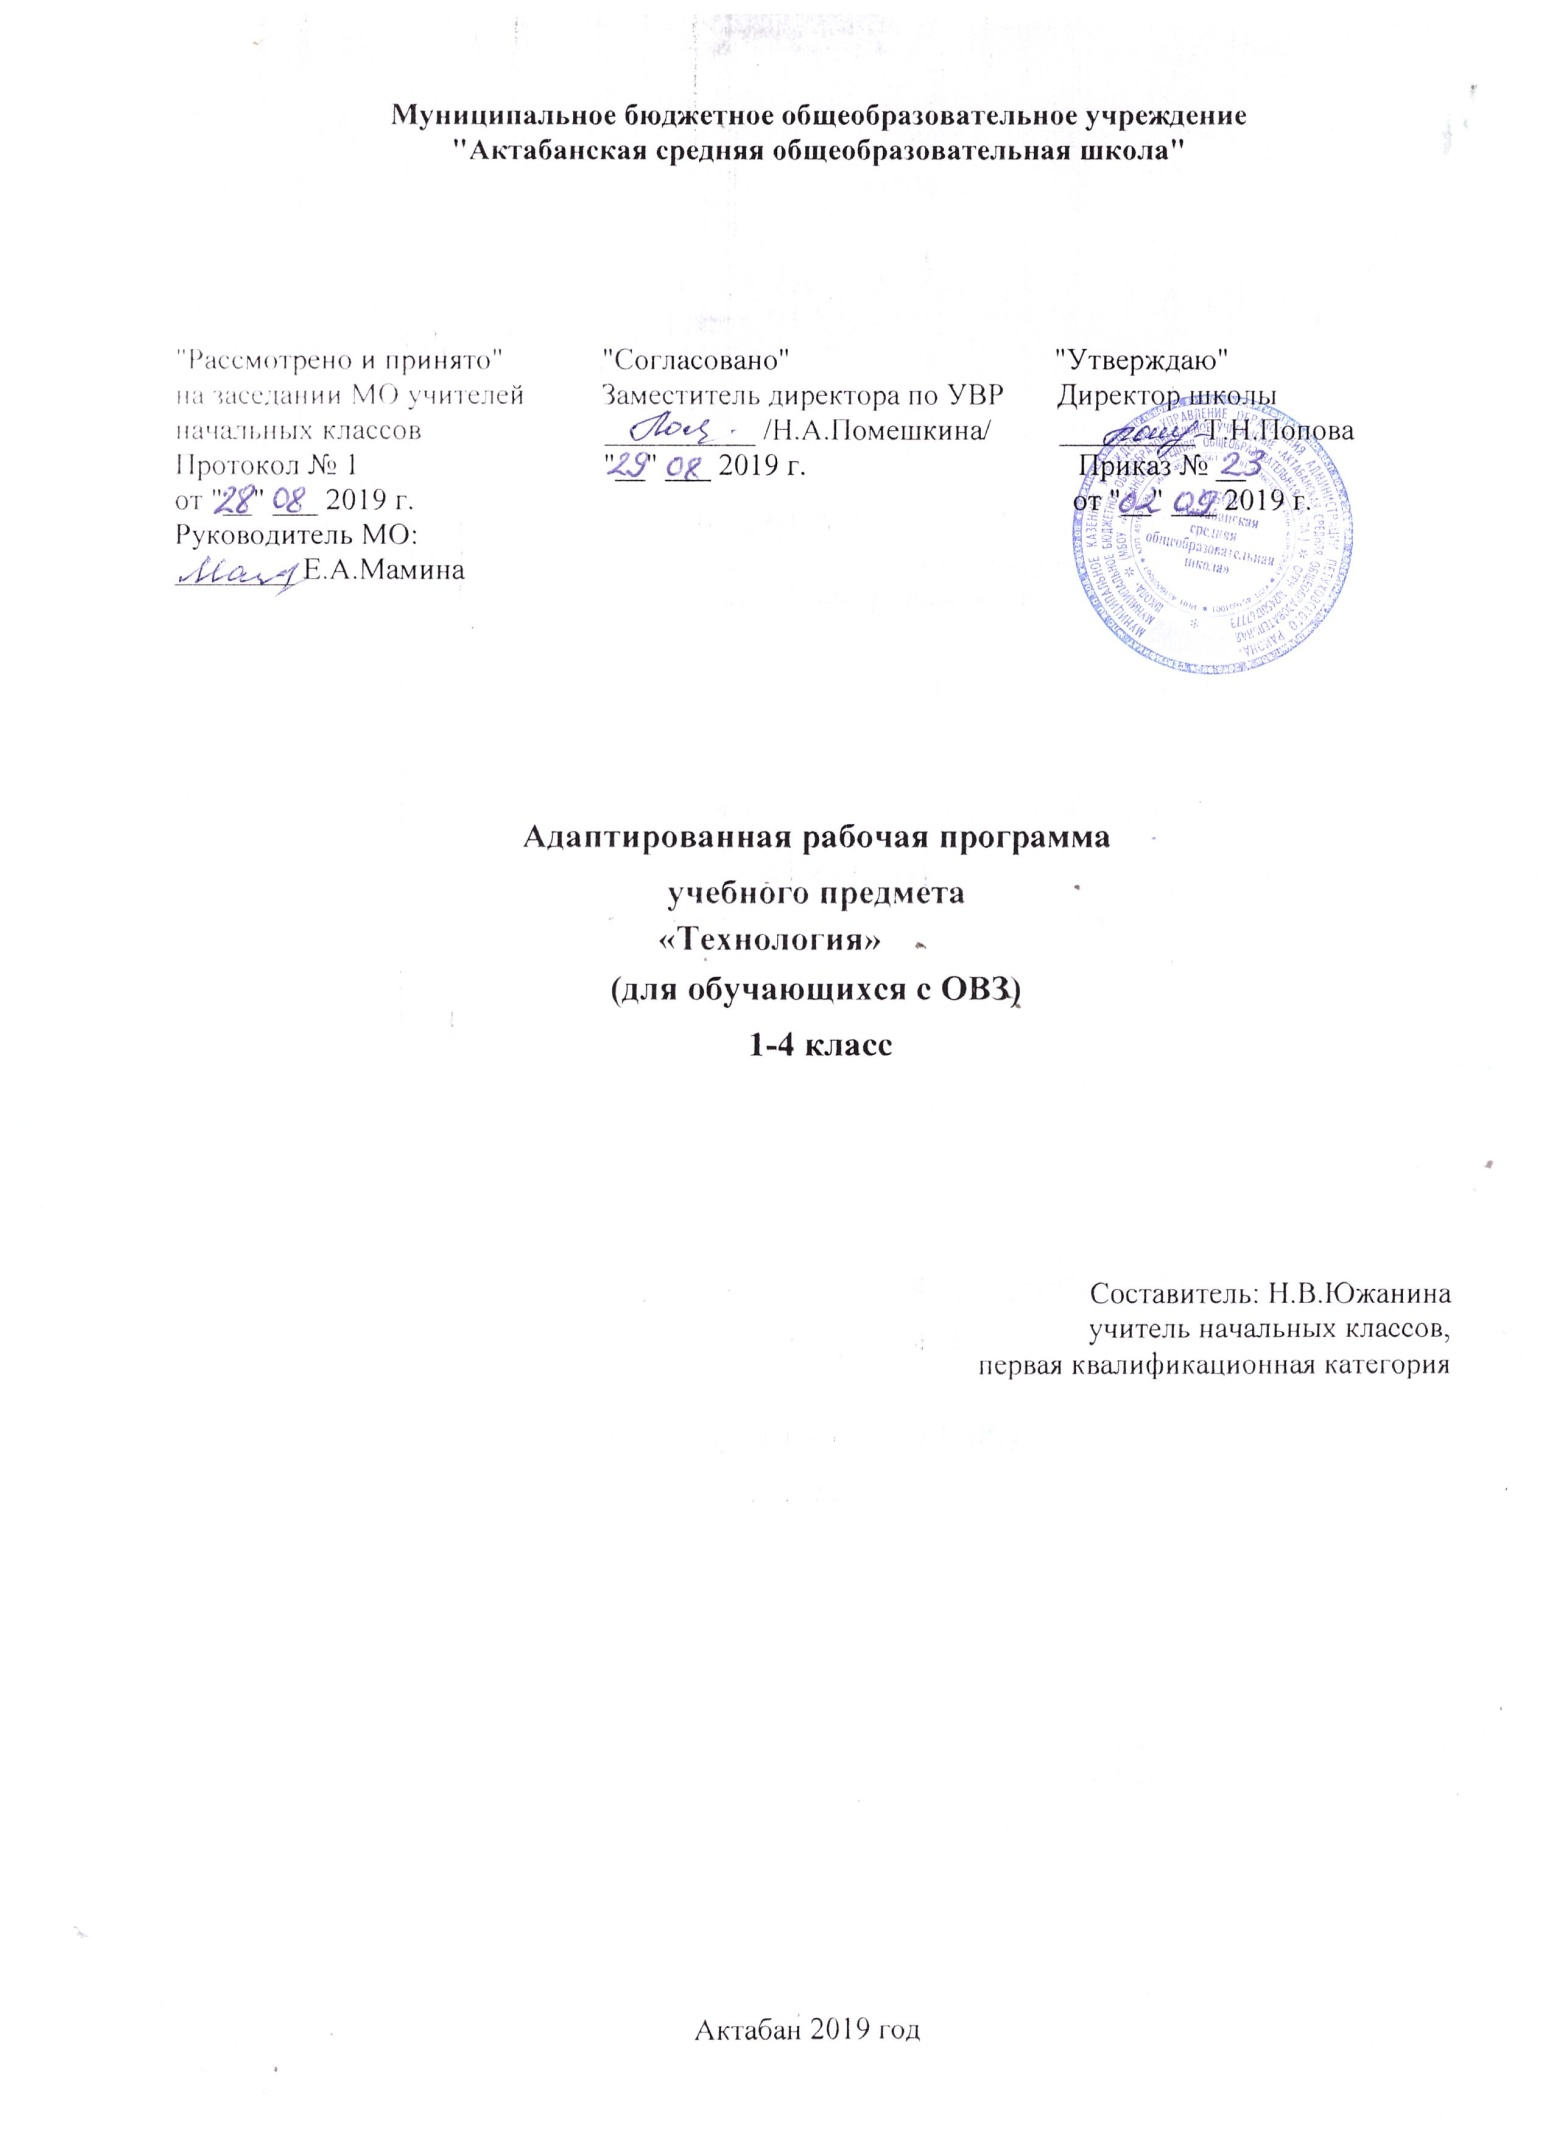 Муниципальное бюджетное общеобразовательное учреждение
"Актабанская средняя общеобразовательная школа"
"Рассмотрено и принято"
на заседании МО учителей
начальных классов
Протокол № 1
от "28" 08 2019 г.
Руководитель МО:
Е.А.Мамина
"Согласовано"
Заместитель директора по УВР
/Н.А.Помешкина/
"29" 08 2019 г.
"Утверждаю"
Директор школы
Т.Н.Попова
Приказ № 23
от "02" 09 2019 г.
средняя
общеобразовательная
школа»
Адаптированная рабочая программа
учебного предмета
«Технология»
(для обучающихся с ОВЗ)
1-4 класс
Составитель: Н.В.Южанина
учитель начальных классов,
первая квалификационная категория
Актабан 2019 год